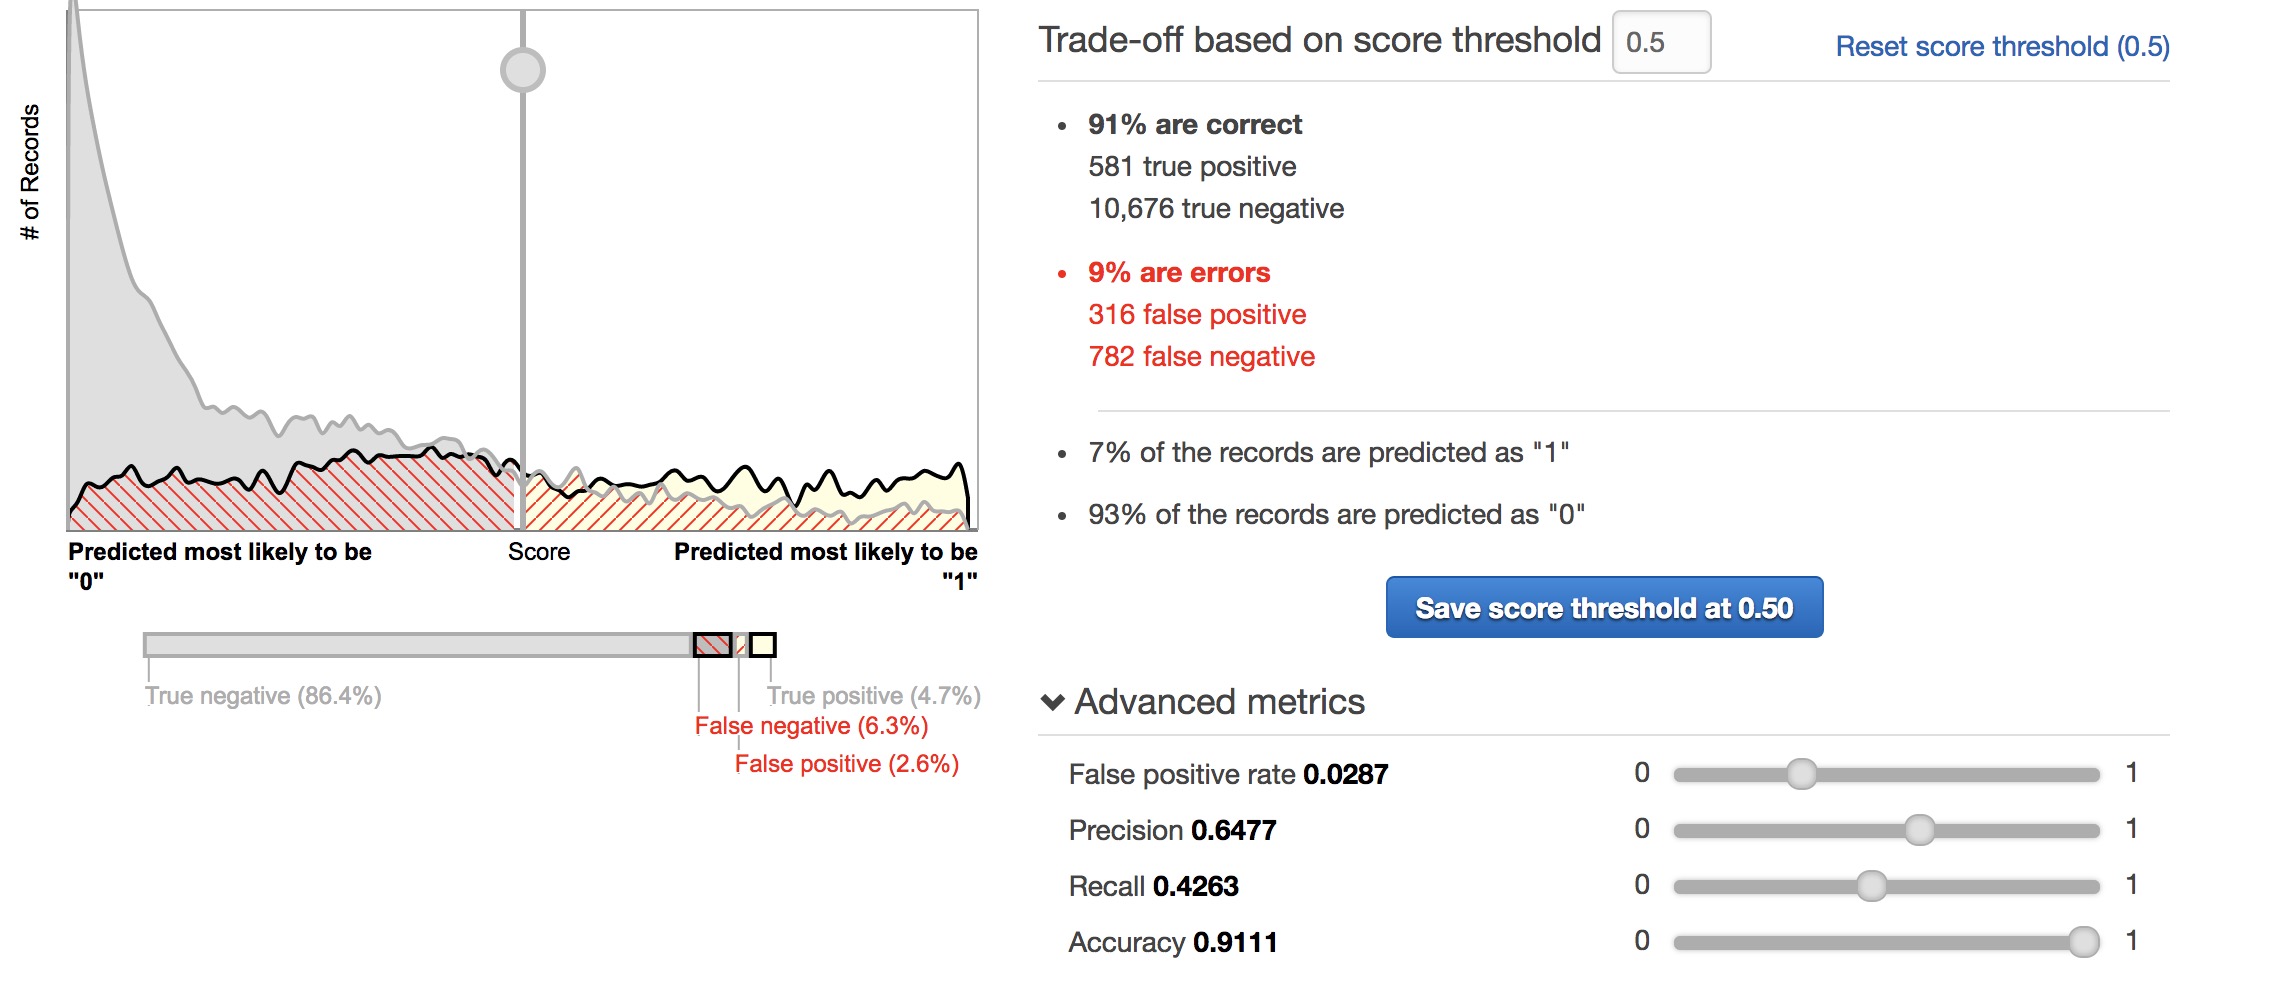 # of Records
Predicted most likely to be
"0"
Score
Predicted most likely to be
"1"
True negative (86.4%)
True positive (4.7%)
False negative (6.3%)
False positive (2.6%)
Trade-off based on score threshold 0.5
Reset score threshold (0.5)
• 91% are correct
581 true positive
10,676 true negative
• 9% are errors
316 false positive
782 false negative
• 7% of the records are predicted as "1"
• 93% of the records are predicted as "0"
Save score threshold at 0.50
Advanced metrics
False positive rate 0.0287 0 1
Precision 0.6477 0 1
Recall 0.4263 0 1
Accuracy 0.9111 0 1